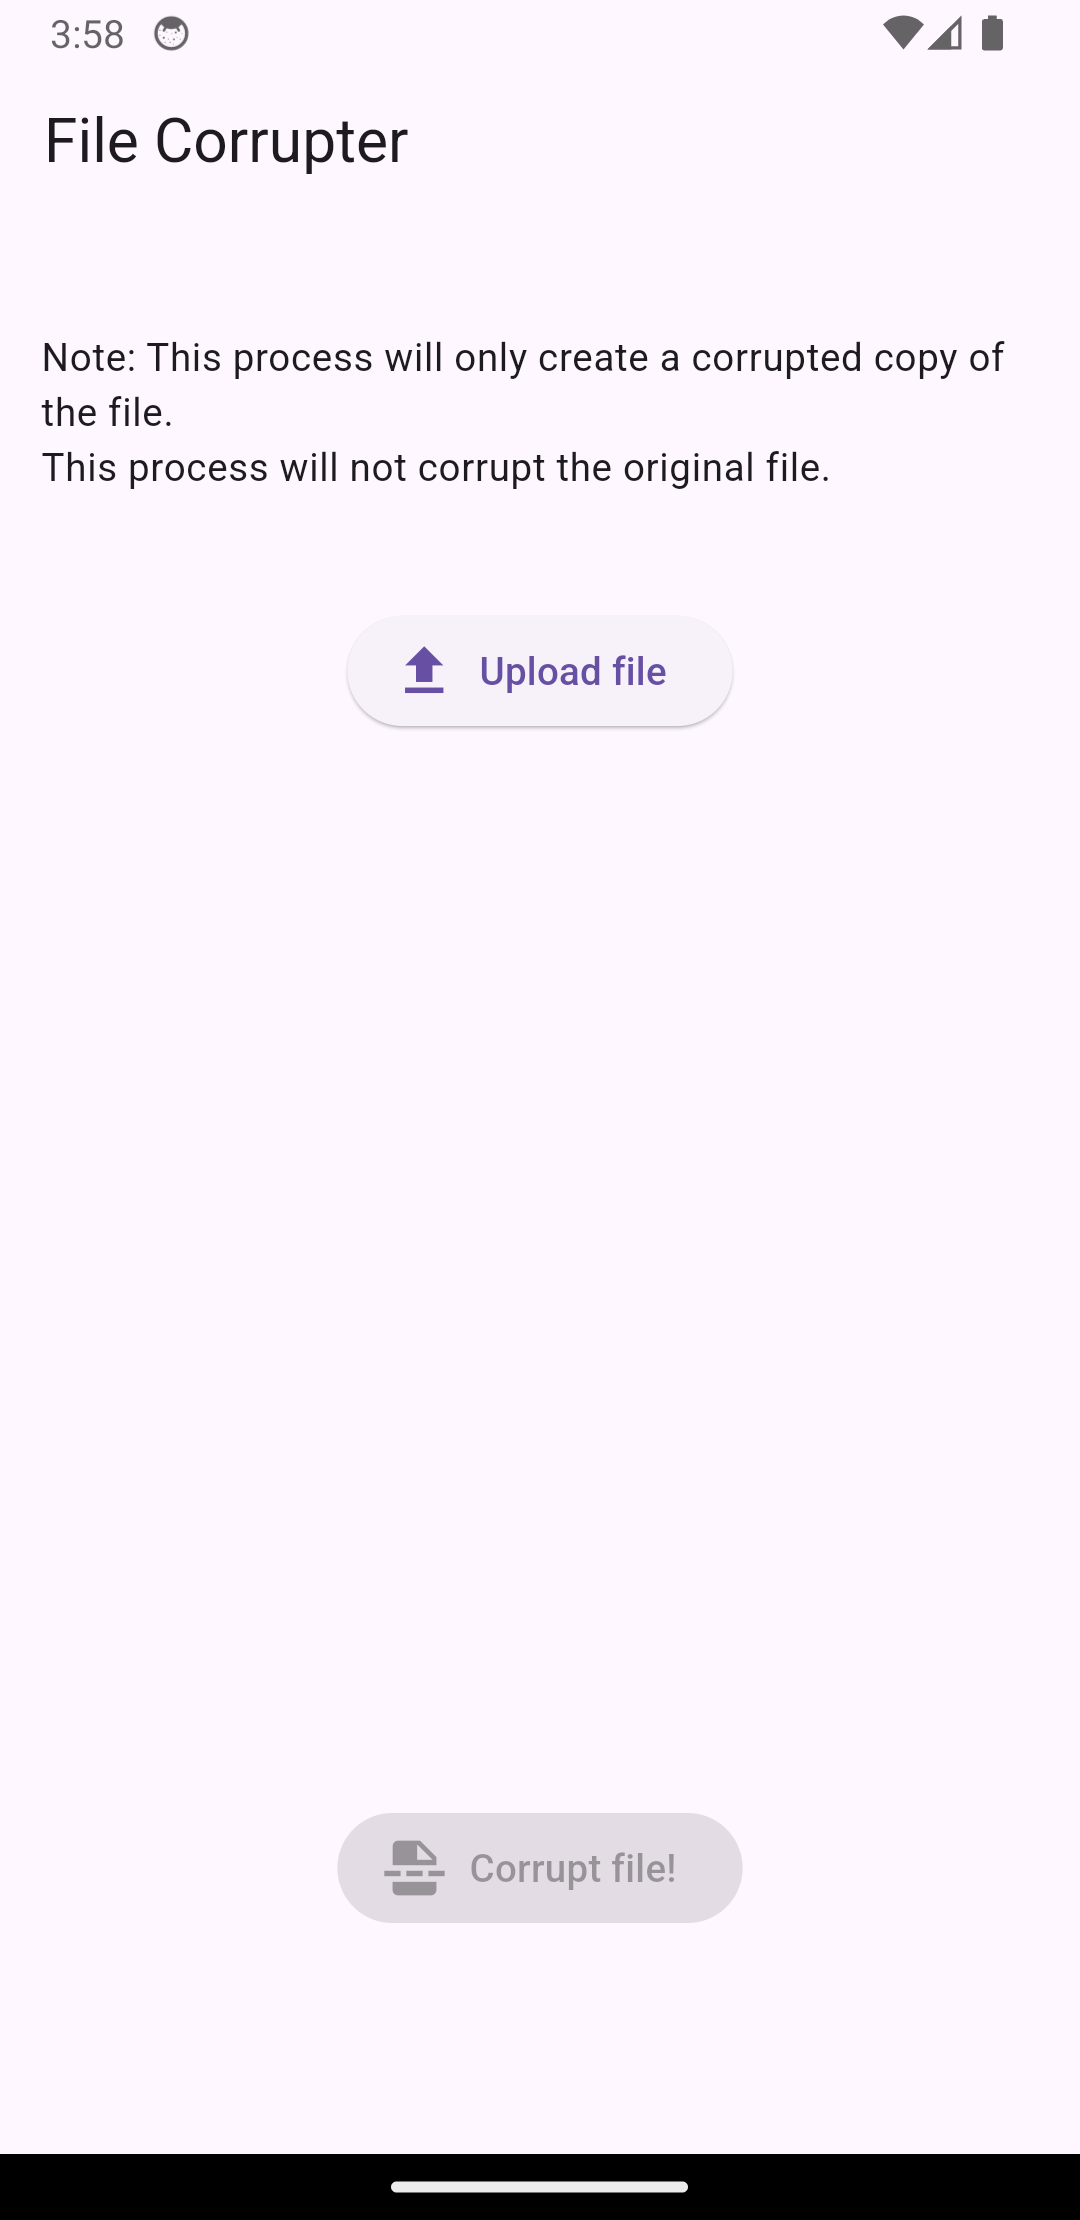 3:58
File Corrupter
Note: This process will only create a corrupted copy of
the file.
This process will not corrupt the original file.
Upload file
Corrupt file!